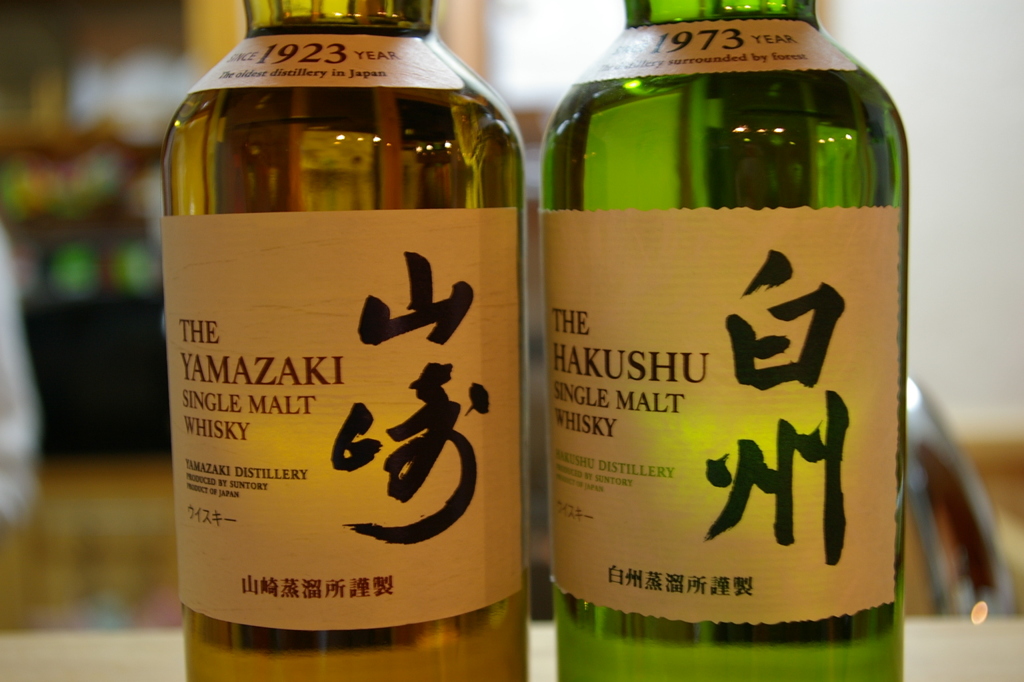 SINCE 1923 YEAR
The oldest distillery in Japan
THE
YAMAZAKI
SINGLE MALT
WHISKY
YAMAZAKI DISTILLERY
PRODUCED BY SUNTORY
PRODUCT OF JAPAN
ウイスキー
山崎
山崎蒸溜所謹製
SINCE 1973 YEAR
The distillery surrounded by forest
THE
HAKUSHU
SINGLE MALT
WHISKY
HAKUSHU DISTILLERY
PRODUCED BY SUNTORY
PRODUCT OF JAPAN
ウイスキー
白州
白州蒸溜所謹製